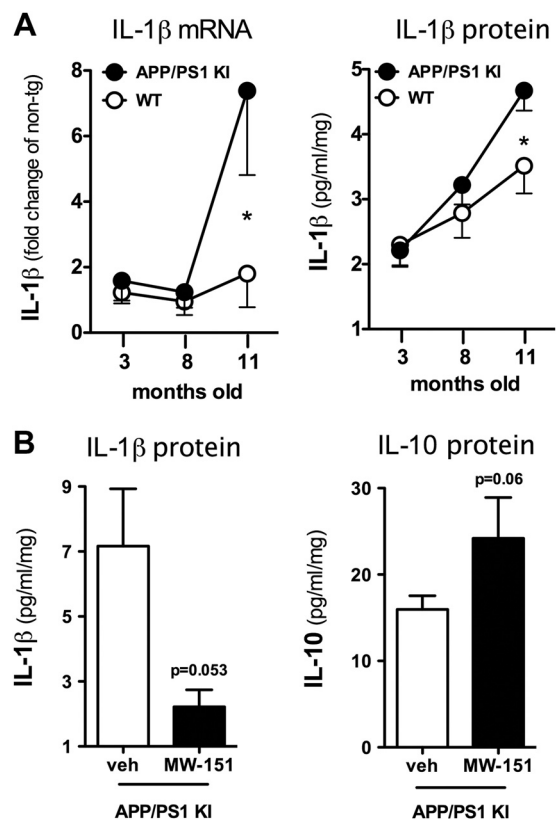 A
IL-1β mRNA
IL-1β (fold change of non-tg)
8
6
4
2
0
APP/PS1 KI
WT
*
3 8 11
months old
IL-1β protein
IL-1β (pg/ml/mg)
5
4
3
2
1
APP/PS1 KI
WT
*
3 8 11
months old
B
IL-1β protein
IL-1β (pg/ml/mg)
9
7
5
3
1
p=0.053
veh MW-151
APP/PS1 KI
IL-10 protein
IL-10 (pg/ml/mg)
30
20
10
0
p=0.06
veh MW-151
APP/PS1 KI